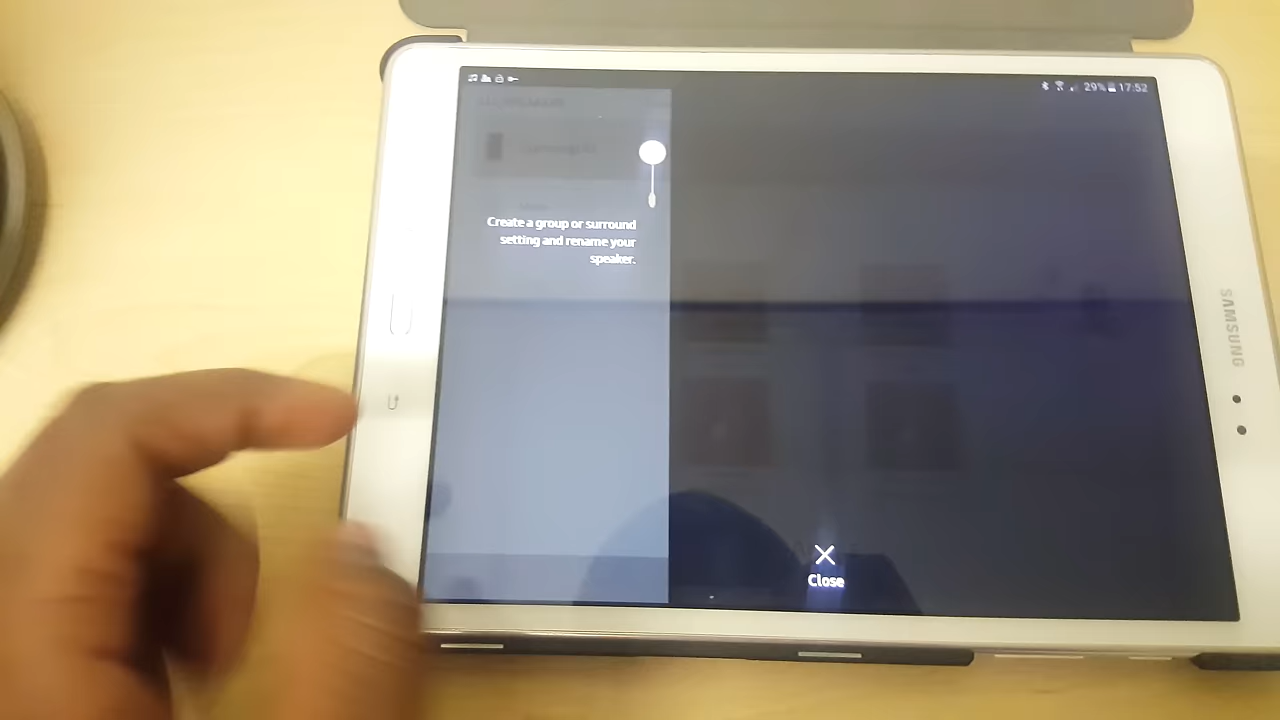 29% 17:52
Create a group or surround
setting and rename your
speaker.
SAMSUNG
Close